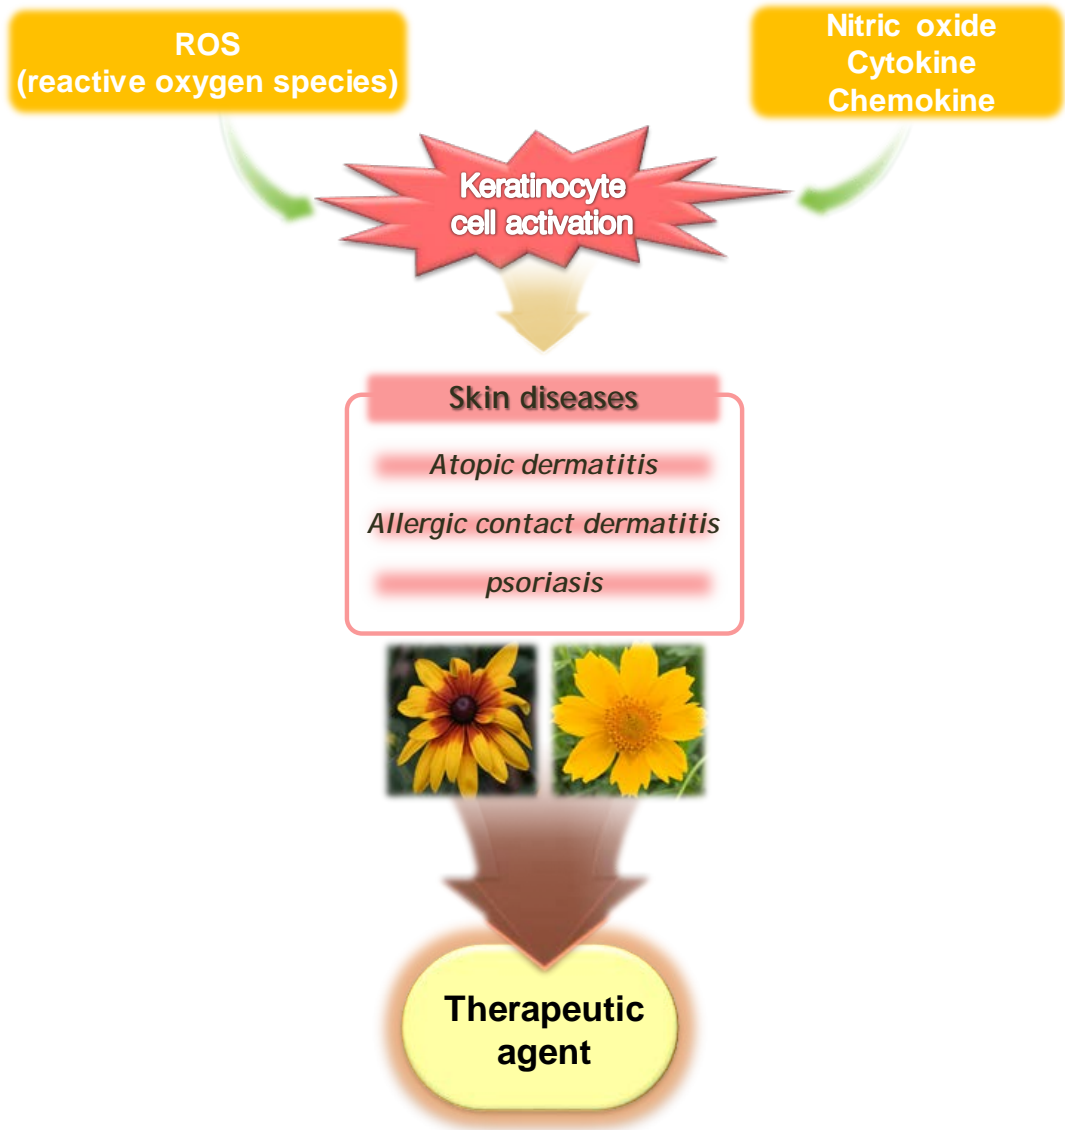 ROS
(reactive oxygen species)
Nitric oxide
Cytokine
Chemokine
Keratinocyte
cell activation
Skin diseases
Atopic dermatitis
Allergic contact dermatitis
psoriasis
Therapeutic
agent